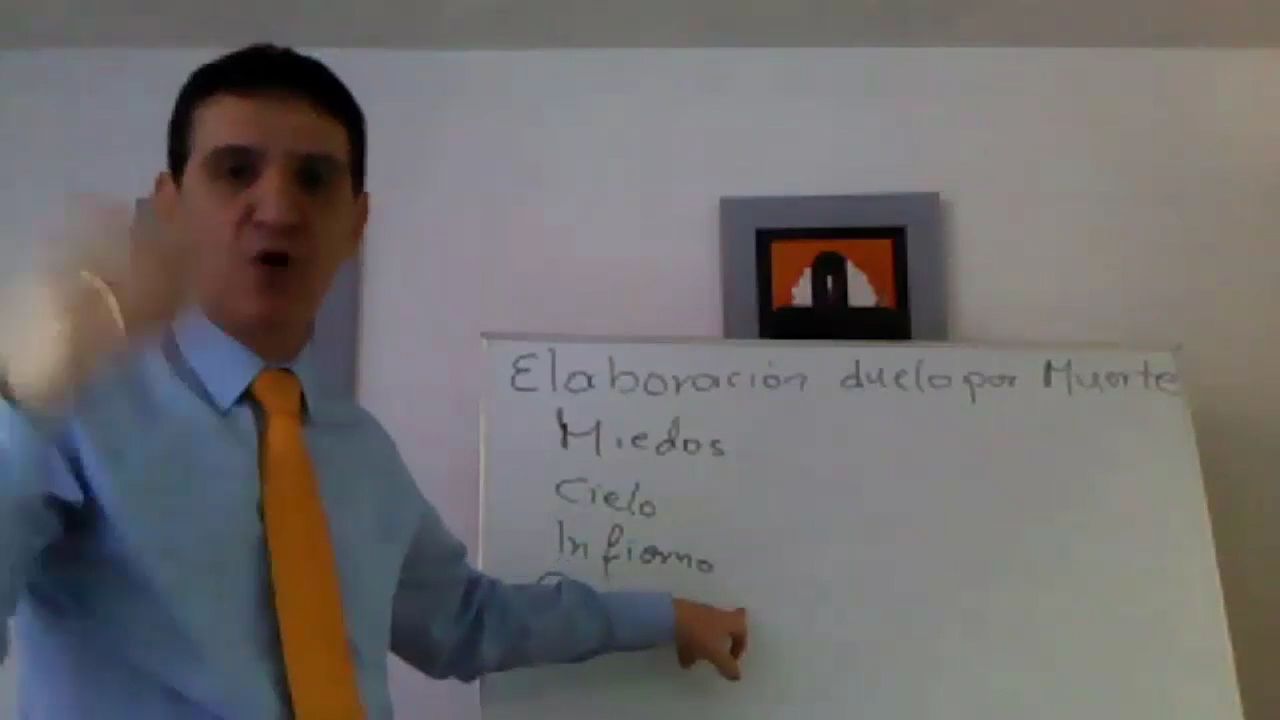 Elaboración duelo por Muerte
Miedos
Cielo
Infierno